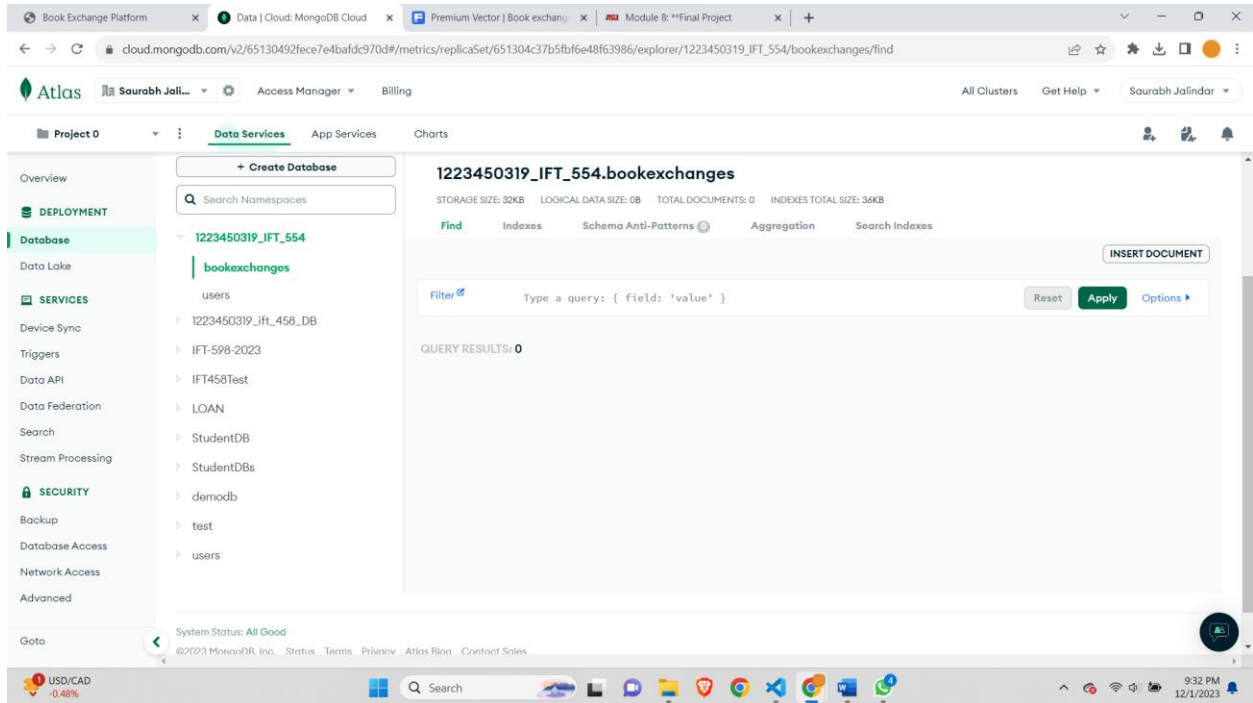 Book Exchange Platform
Data | Cloud: MongoDB Cloud
Premium Vector | Book exchang
ASU Module 8: **Final Project
cloud.mongodb.com/v2/65130492fece7e4bafdc970d#/metrics/replicaSet/651304c37b5fbf6e48f63986/explorer/1223450319_IFT_554/bookexchanges/find
Atlas
Saurabh Jali...
Access Manager
Billing
All Clusters
Get Help
Saurabh Jalindar
Project 0
Data Services
App Services
Charts
Overview
DEPLOYMENT
Database
Data Lake
SERVICES
Device Sync
Triggers
Data API
Data Federation
Search
Stream Processing
SECURITY
Backup
Database Access
Network Access
Advanced
Goto
+ Create Database
Search Namespaces
1223450319_IFT_554
bookexchanges
users
1223450319_ift_458_DB
IFT-598-2023
IFT458Test
LOAN
StudentDB
StudentDBs
demodb
test
users
1223450319_IFT_554.bookexchanges
STORAGE SIZE: 32KB LOGICAL DATA SIZE: 0B TOTAL DOCUMENTS: 0 INDEXES TOTAL SIZE: 36KB
Find Indexes Schema Anti-Patterns 0 Aggregation Search Indexes
INSERT DOCUMENT
Filter Type a query: { field: 'value' } Reset Apply Options
QUERY RESULTS: 0
System Status: All Good
©2023 MongoDB, Inc. Status Terms Privacy Atlas Blog Contact Sales
1
USD/CAD
-0.48%
Search
4
9:32 PM
12/1/2023